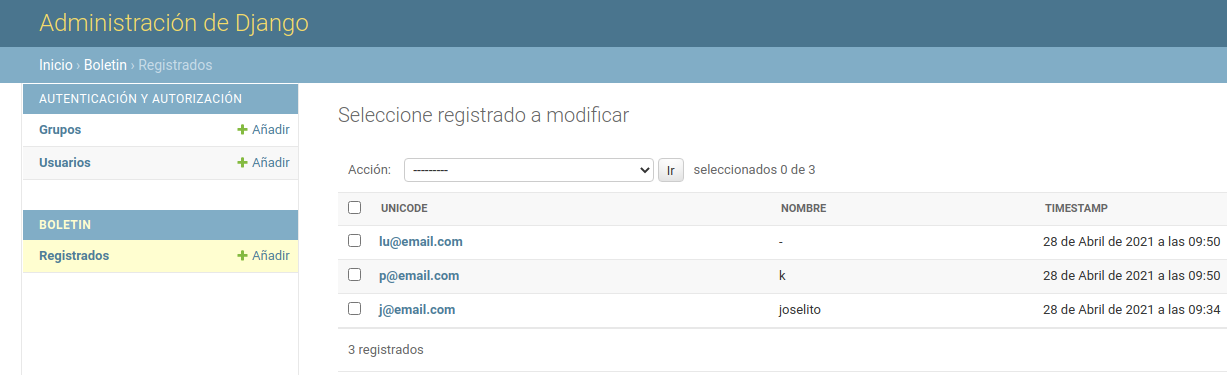 Administración de Django
Inicio › Boletin › Registrados
AUTENTICACIÓN Y AUTORIZACIÓN
Grupos Añadir
Usuarios Añadir
BOLETIN
Registrados Añadir
Seleccione registrado a modificar
Acción: --------- Ir seleccionados 0 de 3
UNICODE NOMBRE TIMESTAMP
lu@email.com - 28 de Abril de 2021 a las 09:50
p@email.com k 28 de Abril de 2021 a las 09:50
j@email.com joselito 28 de Abril de 2021 a las 09:34
3 registrados